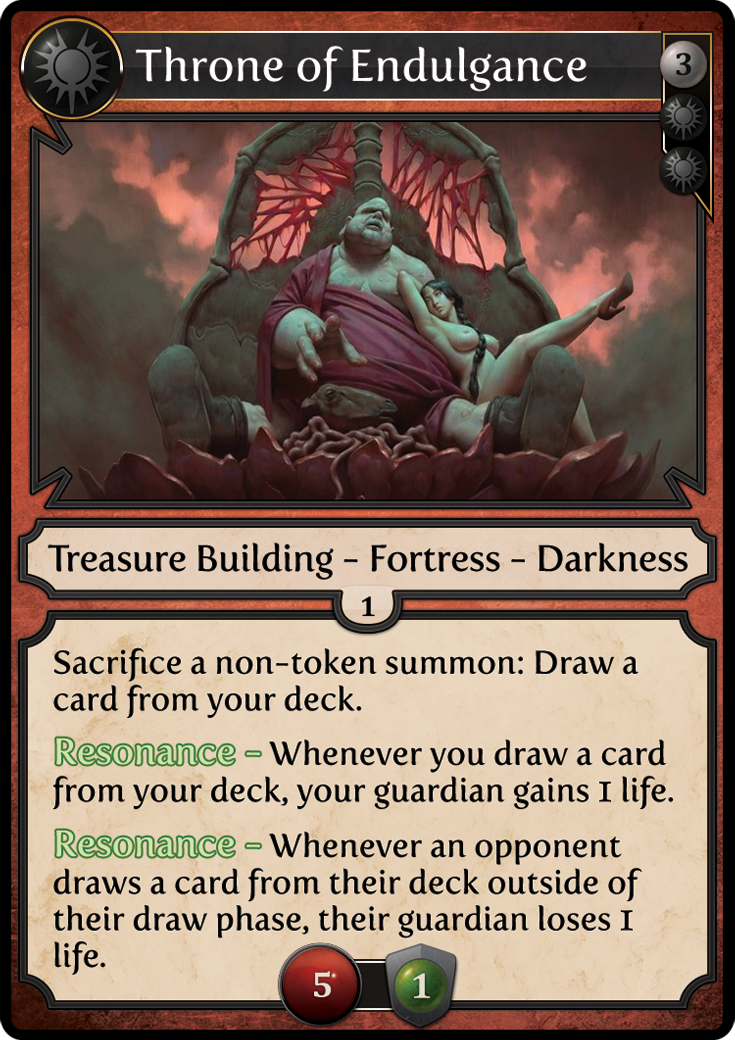 Throne of Endulgance
3
Treasure Building – Fortress – Darkness
1
Sacrifice a non-token summon: Draw a
card from your deck.
Resonance – Whenever you draw a card
from your deck, your guardian gains 1 life.
Resonance – Whenever an opponent
draws a card from their deck outside of
their draw phase, their guardian loses 1
life.
5*
1